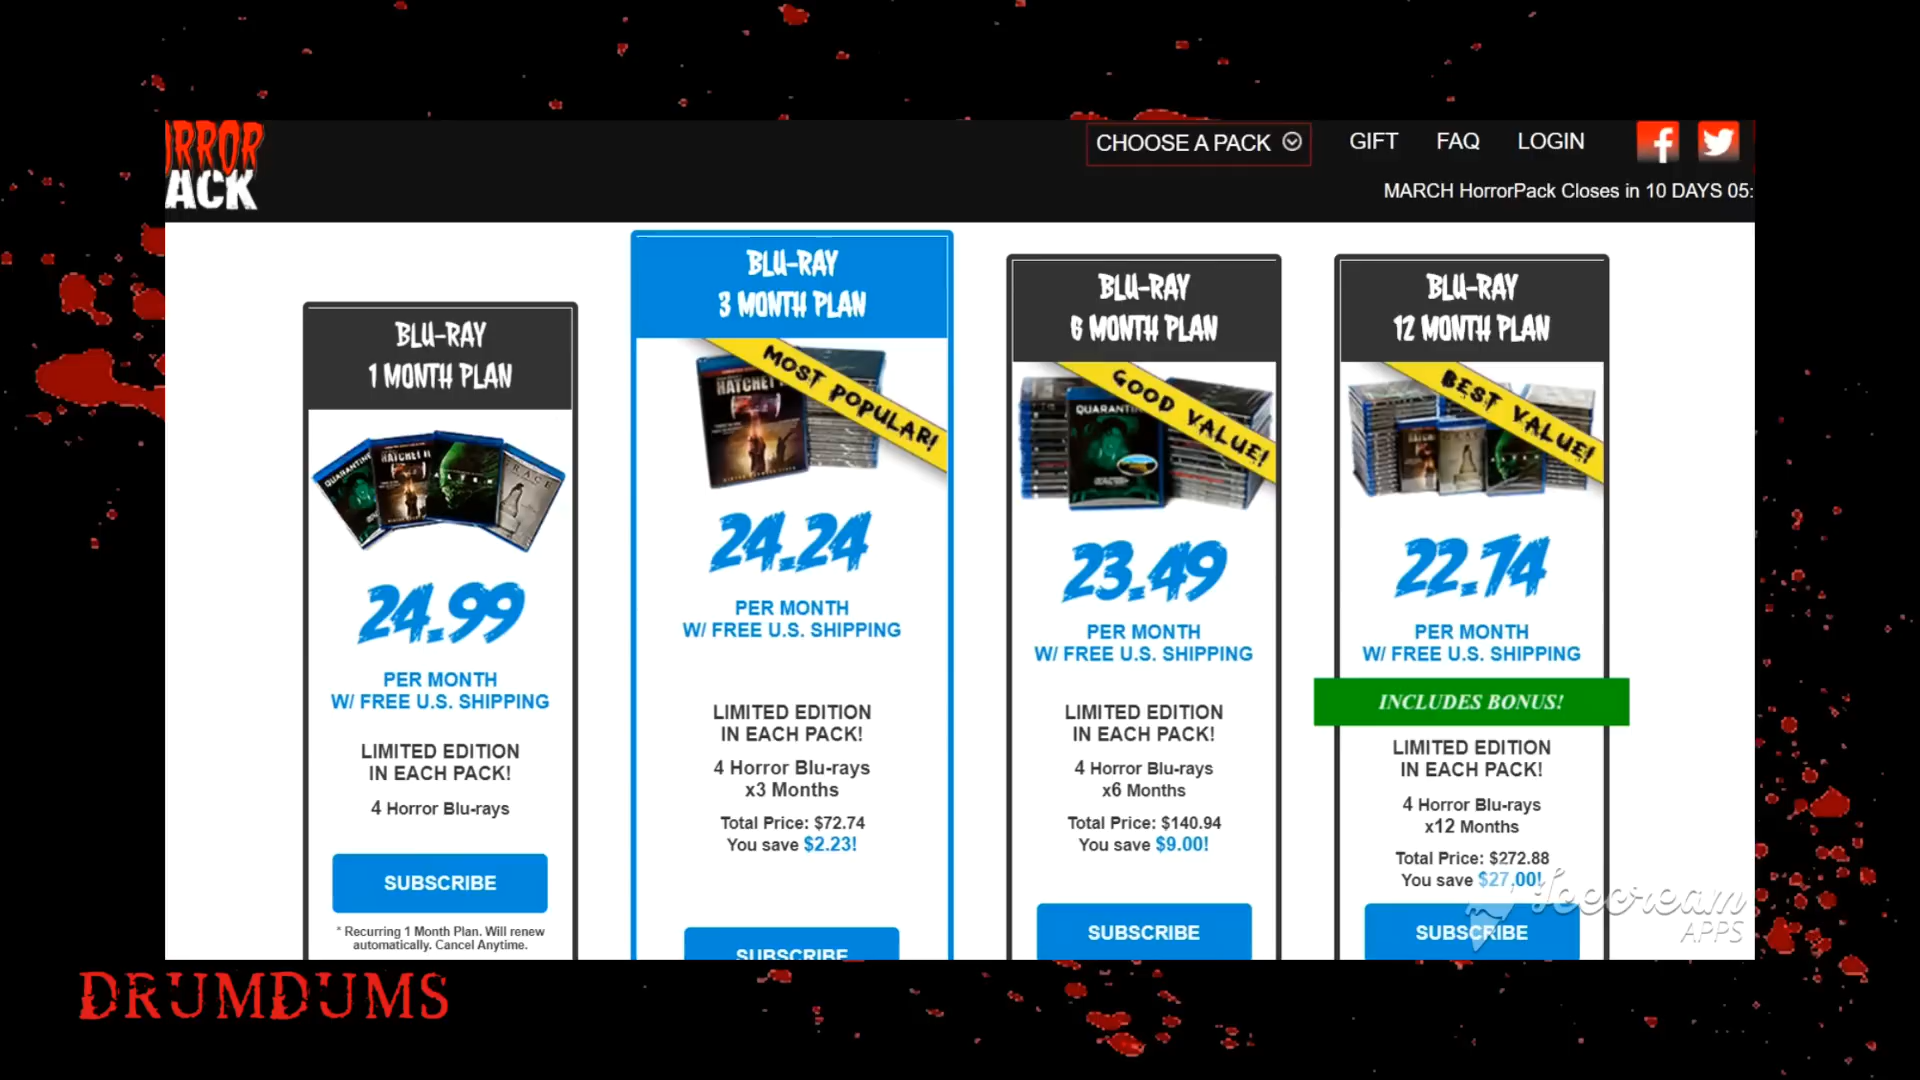 RROR
ACK
CHOOSE A PACK
GIFT
FAQ
LOGIN
MARCH HorrorPack Closes in 10 DAYS 05:
BLU-RAY
1 MONTH PLAN
QUARANTINE
HATCHET II
GRACE
24.99
PER MONTH
W/ FREE U.S. SHIPPING
LIMITED EDITION
IN EACH PACK!
4 Horror Blu-rays
SUBSCRIBE
* Recurring 1 Month Plan. Will renew
automatically. Cancel Anytime.
BLU-RAY
3 MONTH PLAN
HATCHET
MOST POPULAR!
24.24
PER MONTH
W/ FREE U.S. SHIPPING
LIMITED EDITION
IN EACH PACK!
4 Horror Blu-rays
x3 Months
Total Price: $72.74
You save $2.23!
SUBSCRIBE
BLU-RAY
6 MONTH PLAN
QUARANTIN
GOOD VALUE!
23.49
PER MONTH
W/ FREE U.S. SHIPPING
LIMITED EDITION
IN EACH PACK!
4 Horror Blu-rays
x6 Months
Total Price: $140.94
You save $9.00!
SUBSCRIBE
BLU-RAY
12 MONTH PLAN
BEST VALUE!
22.74
PER MONTH
W/ FREE U.S. SHIPPING
INCLUDES BONUS!
LIMITED EDITION
IN EACH PACK!
4 Horror Blu-rays
x12 Months
Total Price: $272.88
You save $27.00!
SUBSCRIBE
Icecream
APPS
DRUMDUMS